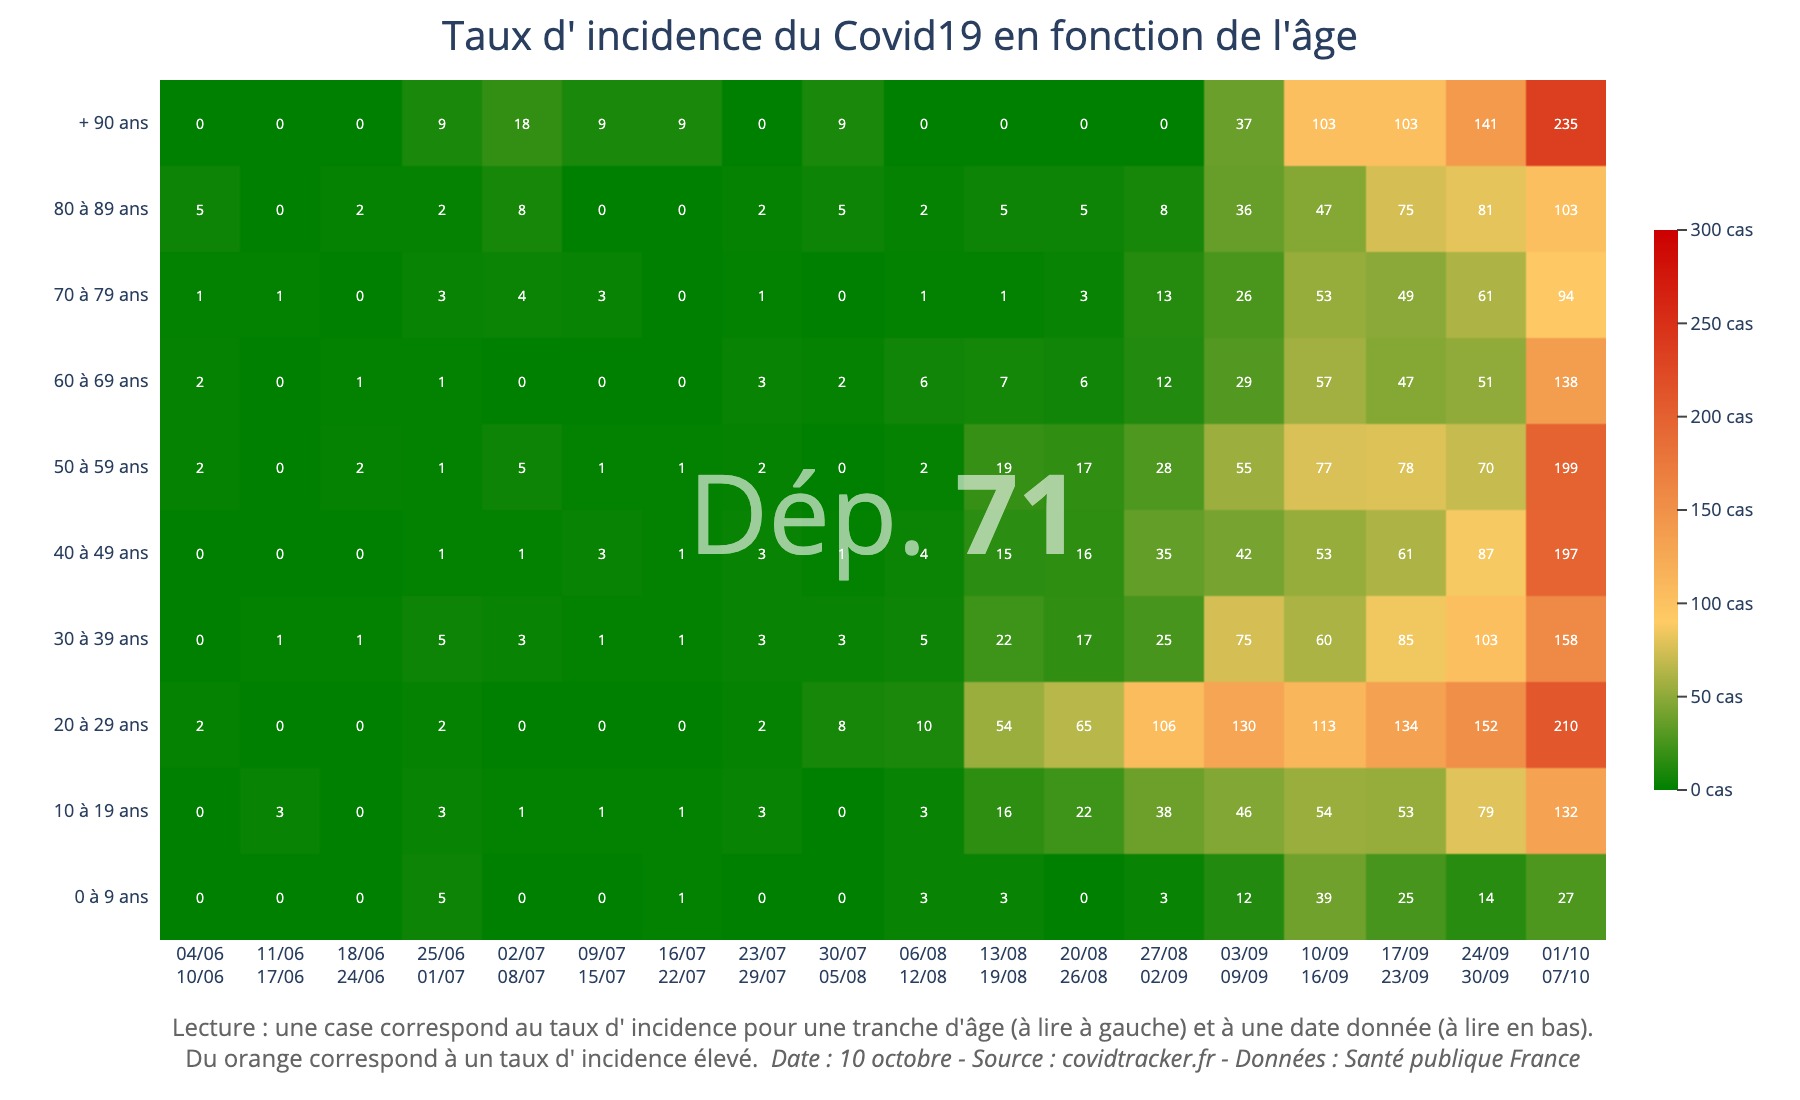 Taux d' incidence du Covid19 en fonction de l'âge
+ 90 ans 0 0 0 9 18 9 9 0 9 0 0 0 0 37 103 103 141 235
80 à 89 ans 5 0 2 2 8 0 0 2 5 2 5 5 8 36 47 75 81 103
70 à 79 ans 1 1 0 3 4 3 0 1 0 1 1 3 13 26 53 49 61 94
60 à 69 ans 2 0 1 1 0 0 0 3 2 6 7 6 12 29 57 47 51 138
50 à 59 ans 2 0 2 1 5 1 1 2 0 2 19 17 28 55 77 78 70 199
Dép. 71
40 à 49 ans 0 0 0 1 1 3 1 3 1 4 15 16 35 42 53 61 87 197
30 à 39 ans 0 1 1 5 3 1 1 3 3 5 22 17 25 75 60 85 103 158
20 à 29 ans 2 0 0 2 0 0 0 2 8 10 54 65 106 130 113 134 152 210
10 à 19 ans 0 3 0 3 1 1 1 3 0 3 16 22 38 46 54 53 79 132
0 à 9 ans 0 0 0 5 0 0 1 0 0 3 3 0 3 12 39 25 14 27
04/06 11/06 18/06 25/06 02/07 09/07 16/07 23/07 30/07 06/08 13/08 20/08 27/08 03/09 10/09 17/09 24/09 01/10
10/06 17/06 24/06 01/07 08/07 15/07 22/07 29/07 05/08 12/08 19/08 26/08 02/09 09/09 16/09 23/09 30/09 07/10
300 cas
250 cas
200 cas
150 cas
100 cas
50 cas
0 cas
Lecture : une case correspond au taux d' incidence pour une tranche d'âge (à lire à gauche) et à une date donnée (à lire en bas).
Du orange correspond à un taux d' incidence élevé. Date : 10 octobre - Source : covidtracker.fr - Données : Santé publique France